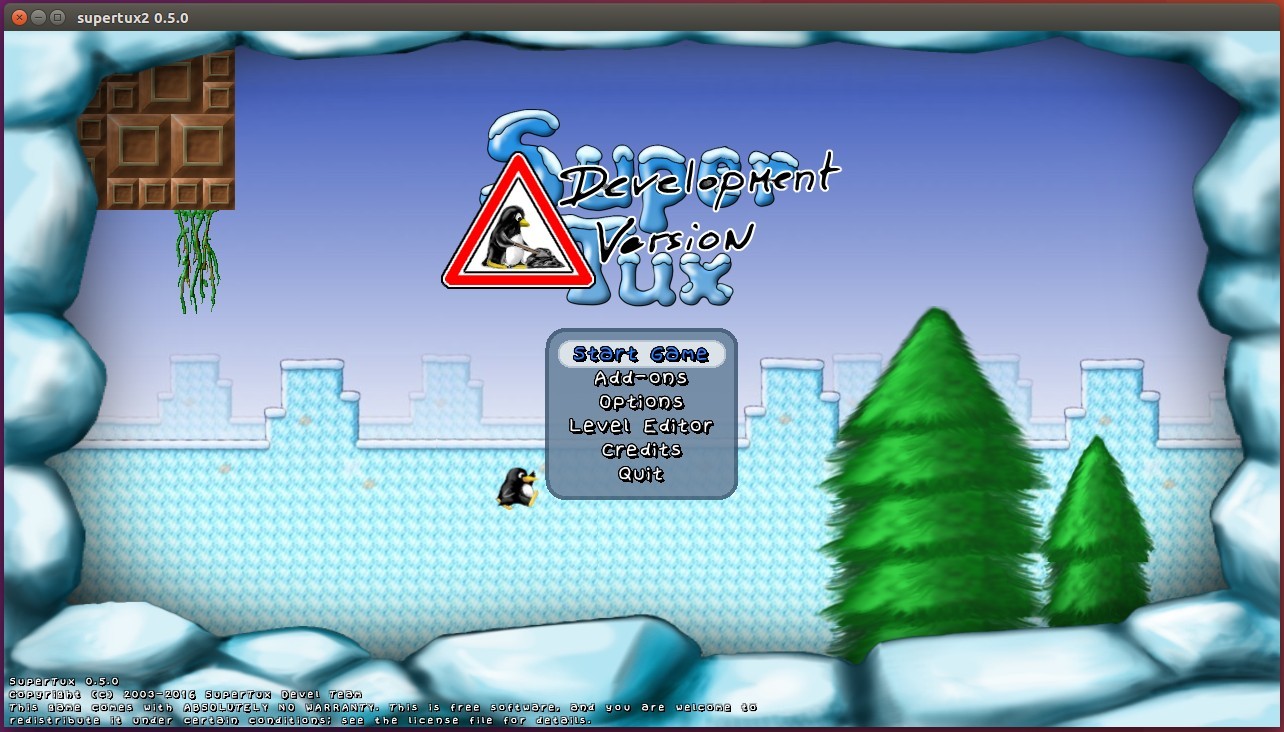 supertux2 0.5.0
Super
Development
Version
Tux
Start Game
Add-ons
Options
Level Editor
Credits
Quit
SuperTux 0.5.0
Copyright (c) 2003-2016 SuperTux Devel Team
This game comes with ABSOLUTELY NO WARRANTY. This is free software, and you are welcome to
redistribute it under certain conditions; see the license file for details.